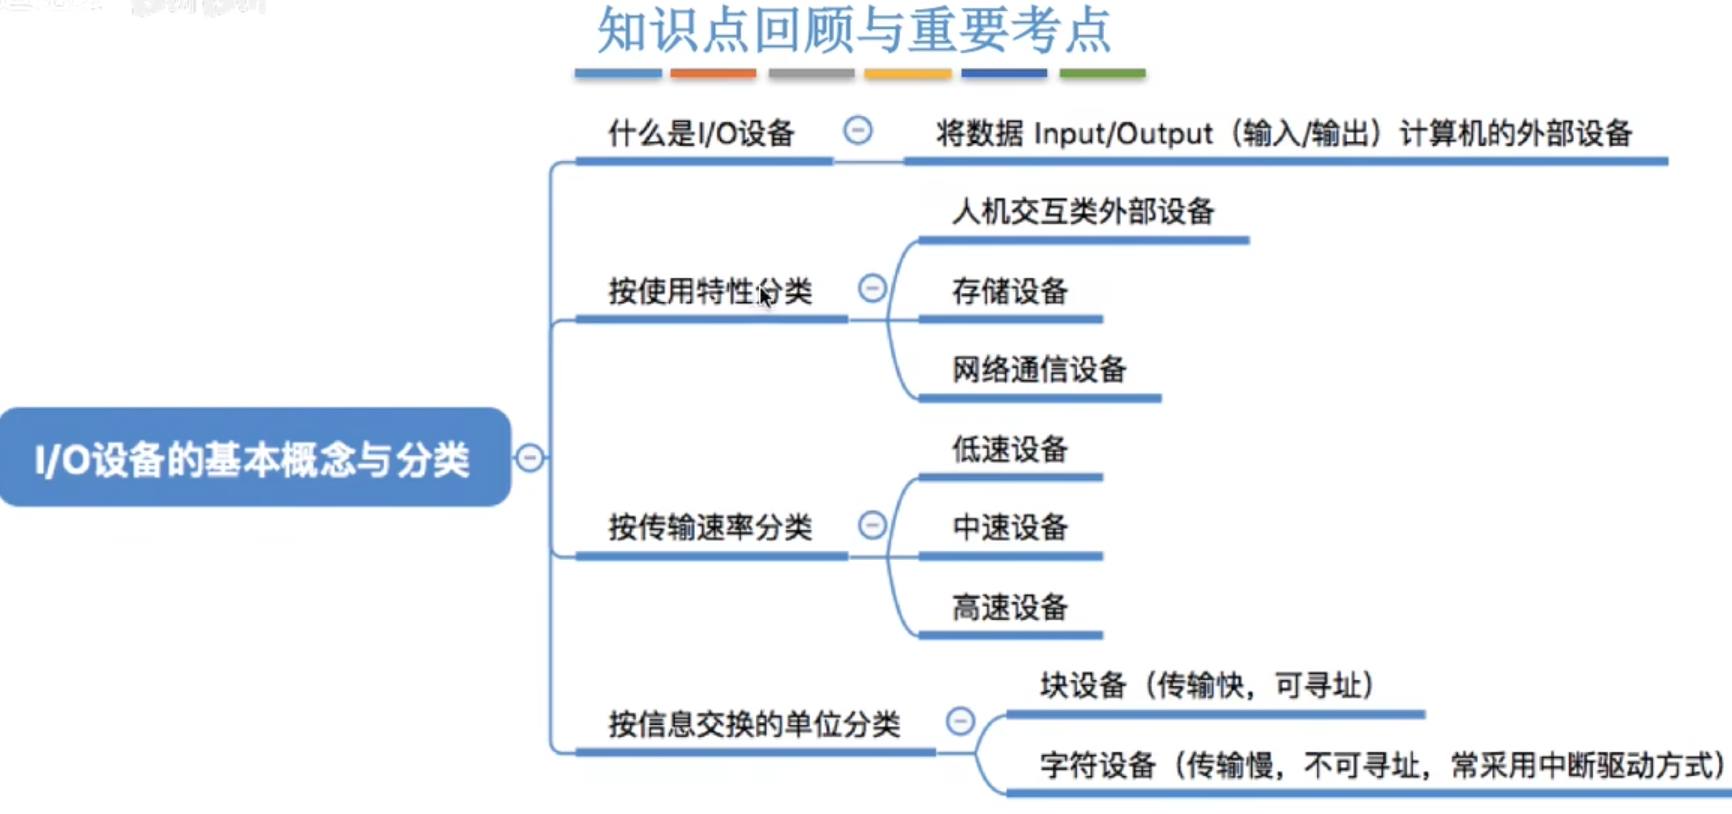 知识点回顾与重要考点
什么是I/O设备
将数据 Input/Output（输入/输出）计算机的外部设备
人机交互类外部设备
按使用特性分类
存储设备
网络通信设备
I/O设备的基本概念与分类
低速设备
按传输速率分类
中速设备
高速设备
块设备（传输快，可寻址）
按信息交换的单位分类
字符设备（传输慢，不可寻址，常采用中断驱动方式）